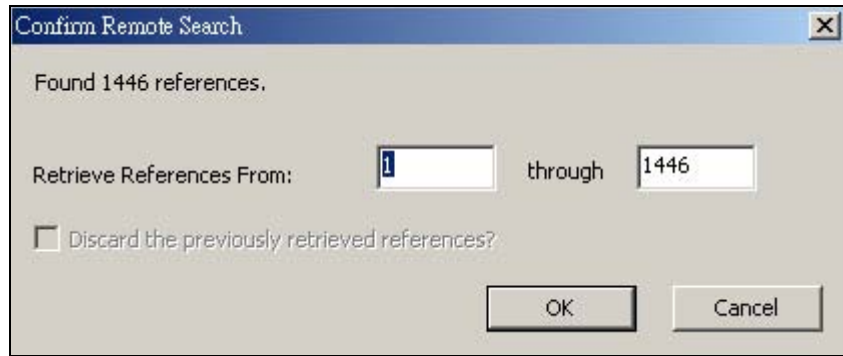 Confirm Remote Search
Found 1446 references.
Retrieve References From: 1 through 1446
Discard the previously retrieved references?
OK Cancel